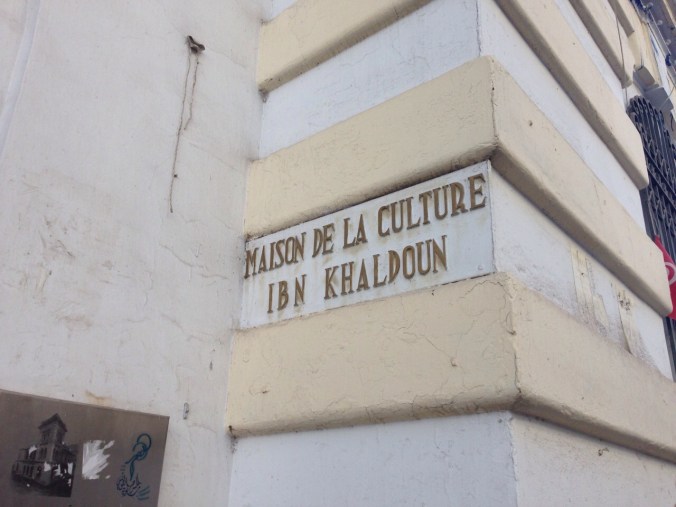 MAISON DE LA CULTURE
IBN KHALDOUN